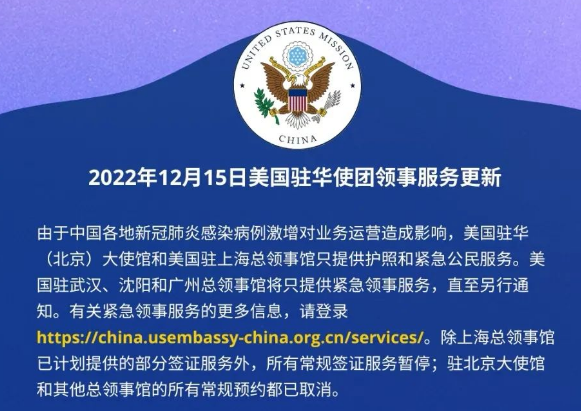 UNITED STATES MISSION
CHINA
2022年12月15日美国驻华使团领事服务更新
由于中国各地新冠肺炎感染病例激增对业务运营造成影响，美国驻华
（北京）大使馆和美国驻上海总领事馆只提供护照和紧急公民服务。美
国驻武汉、沈阳和广州总领事馆将只提供紧急领事服务，直至另行通
知。有关紧急领事服务的更多信息，请登录
https://china.usembassy-china.org.cn/services/。除上海总领事馆
已计划提供的部分签证服务外，所有常规签证服务暂停；驻北京大使馆
和其他总领事馆的所有常规预约都已取消。